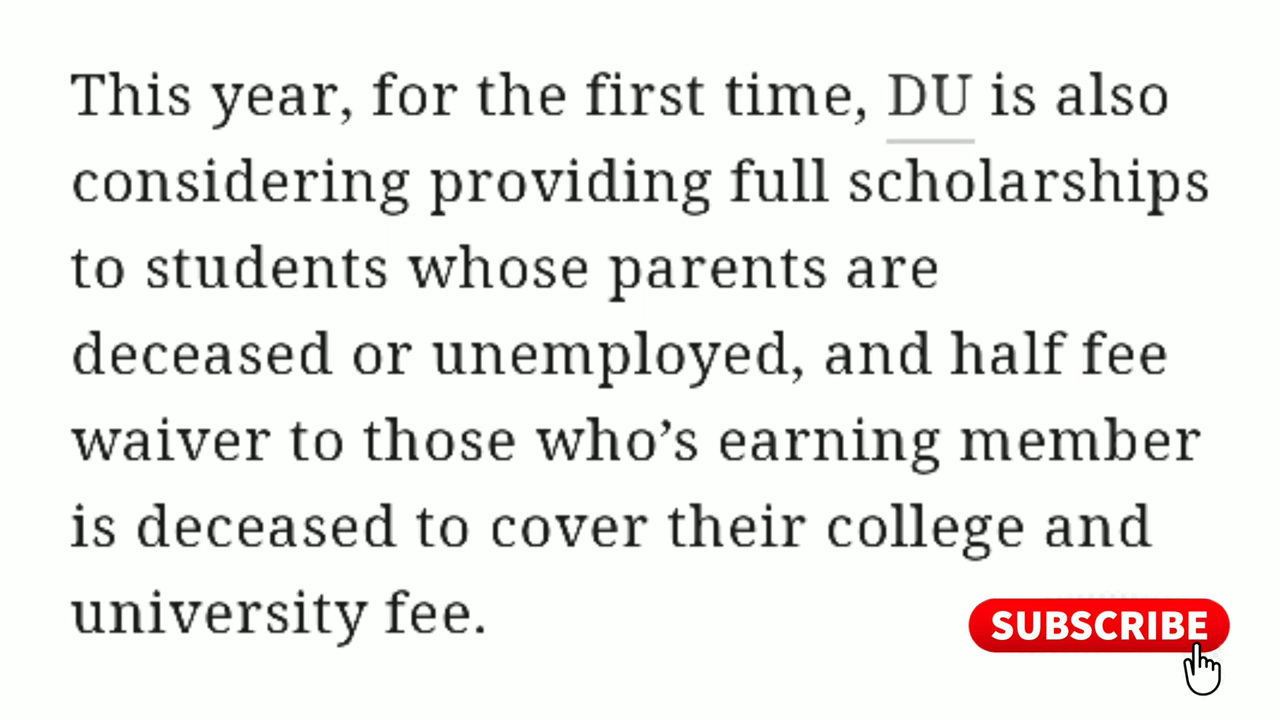 This year, for the first time, DU is also
considering providing full scholarships
to students whose parents are
deceased or unemployed, and half fee
waiver to those who’s earning member
is deceased to cover their college and
university fee.
SUBSCRIBE